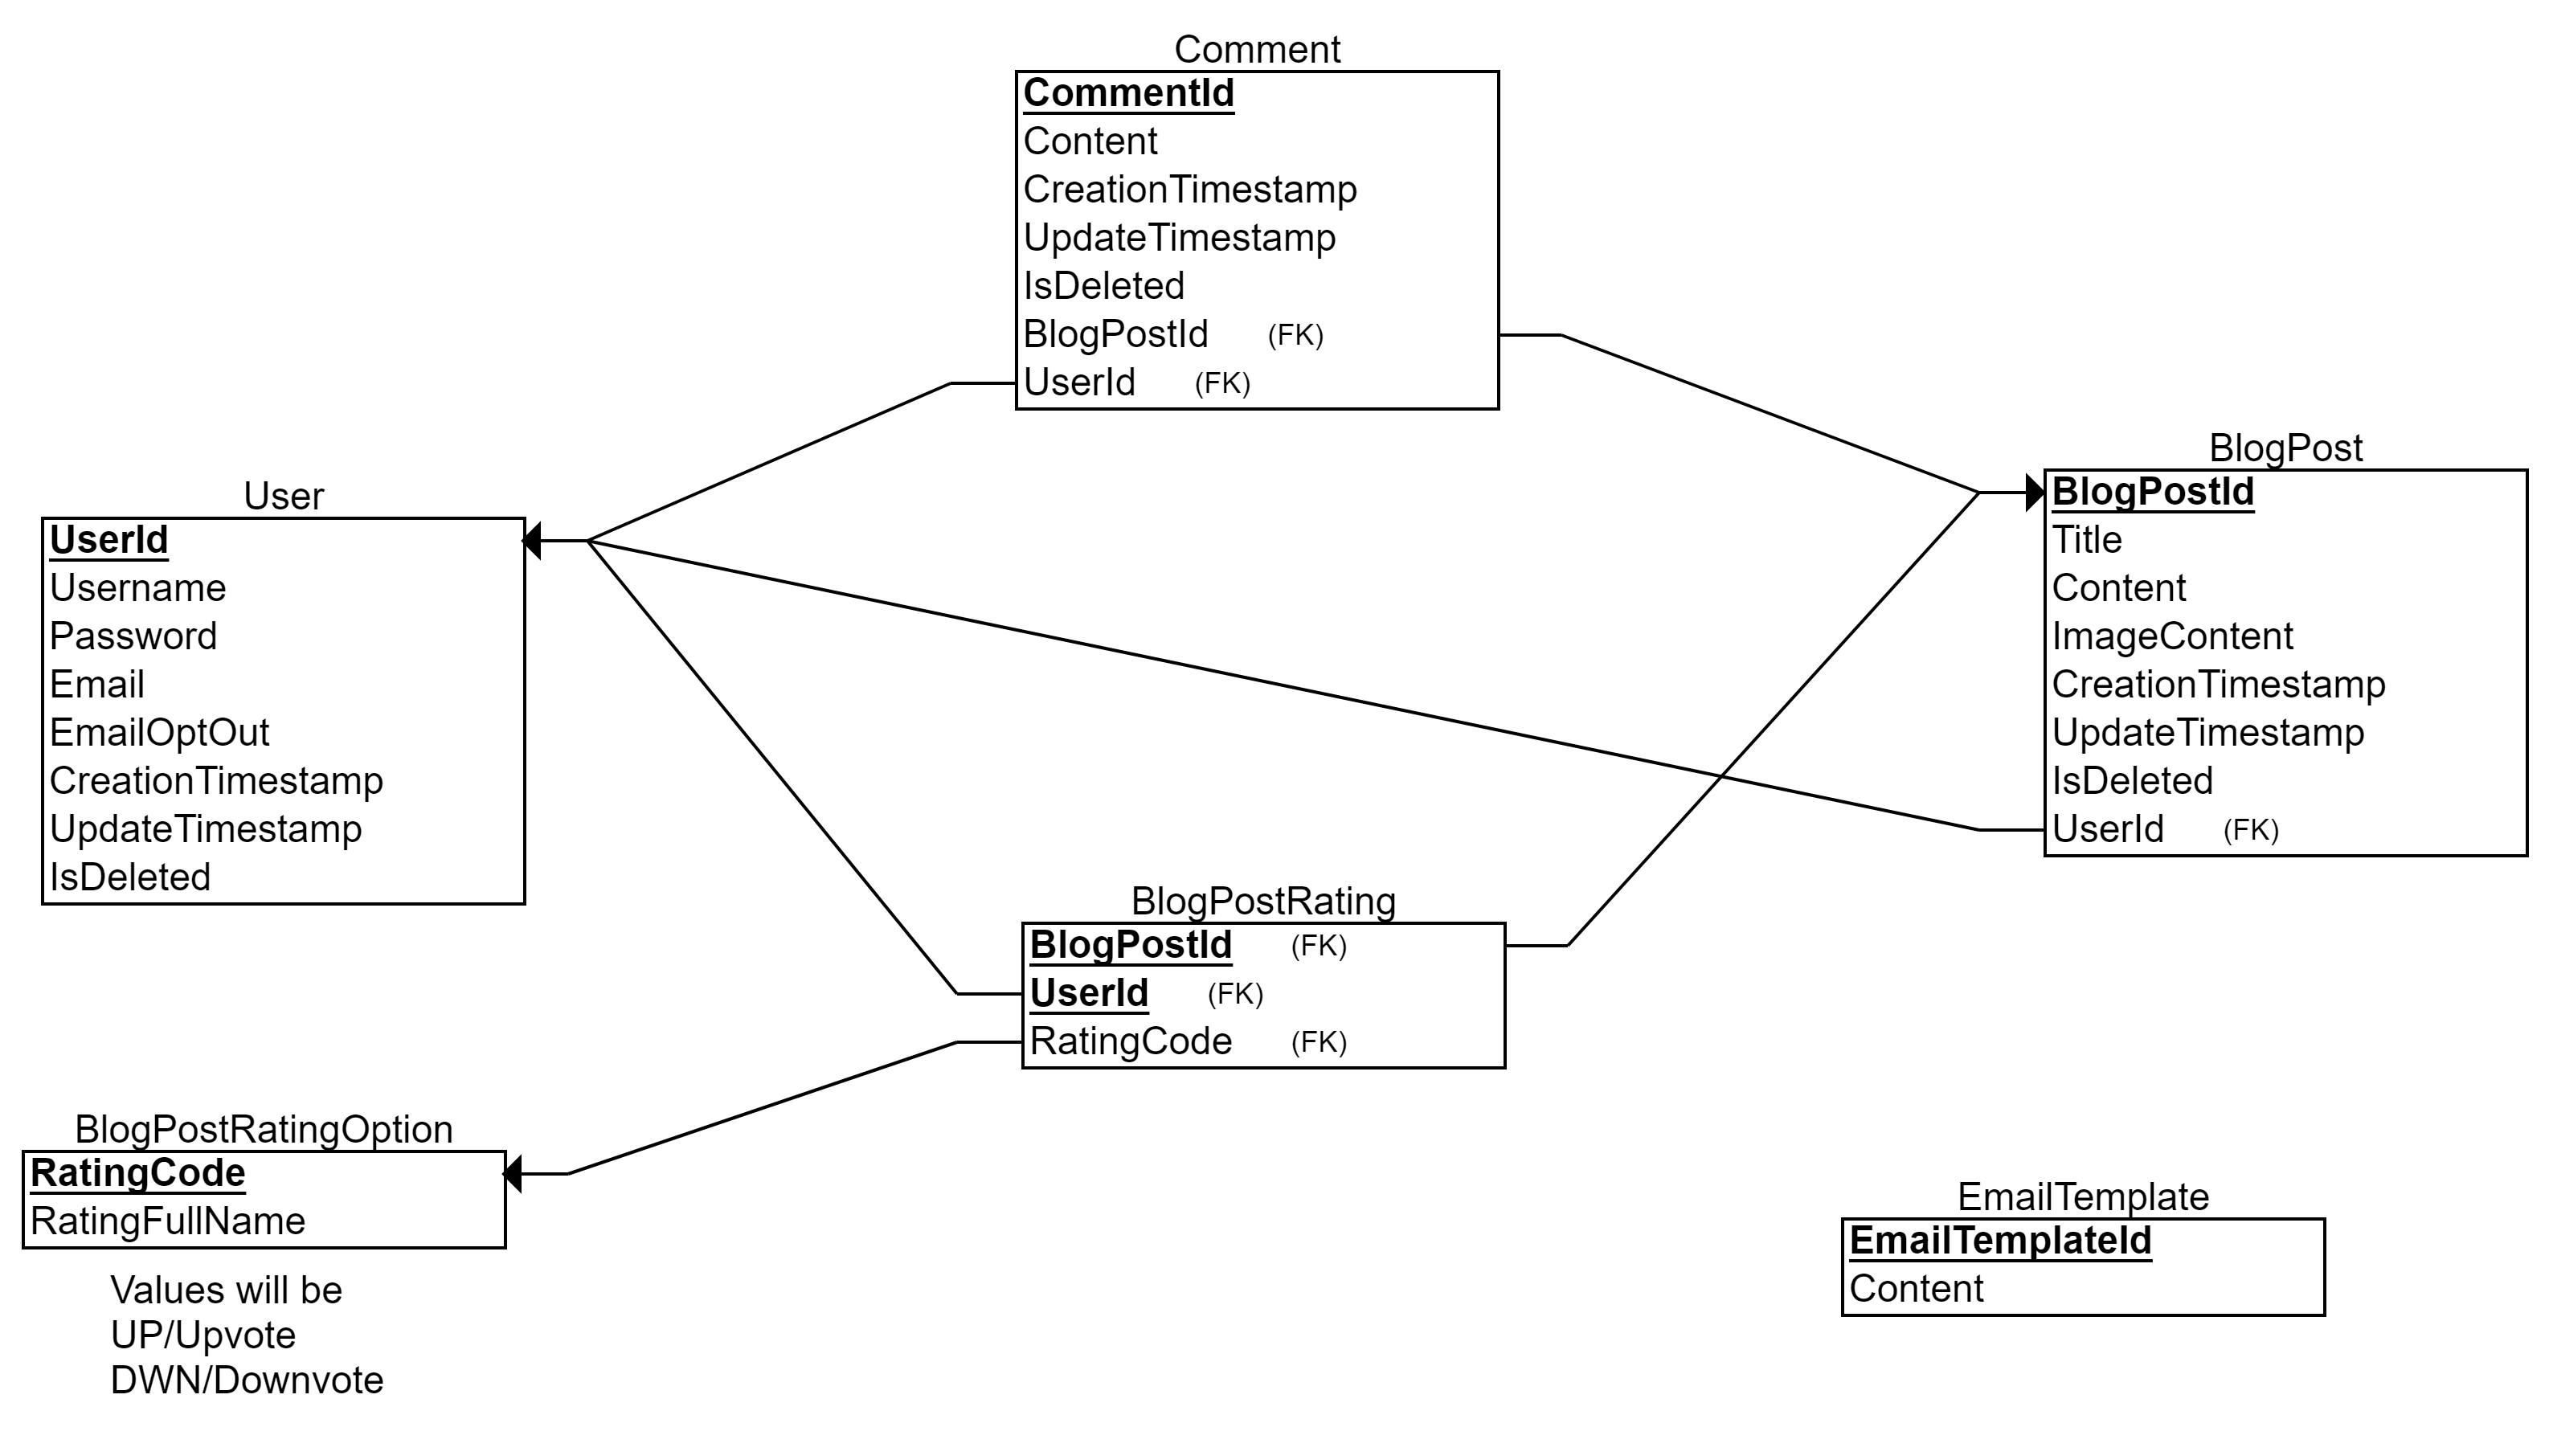 Comment
CommentId
Content
CreationTimestamp
UpdateTimestamp
IsDeleted
BlogPostId (FK)
UserId (FK)
User
UserId
Username
Password
Email
EmailOptOut
CreationTimestamp
UpdateTimestamp
IsDeleted
BlogPost
BlogPostId
Title
Content
ImageContent
CreationTimestamp
UpdateTimestamp
IsDeleted
UserId (FK)
BlogPostRating
BlogPostId (FK)
UserId (FK)
RatingCode (FK)
BlogPostRatingOption
RatingCode
RatingFullName
Values will be
UP/Upvote
DWN/Downvote
EmailTemplate
EmailTemplateId
Content